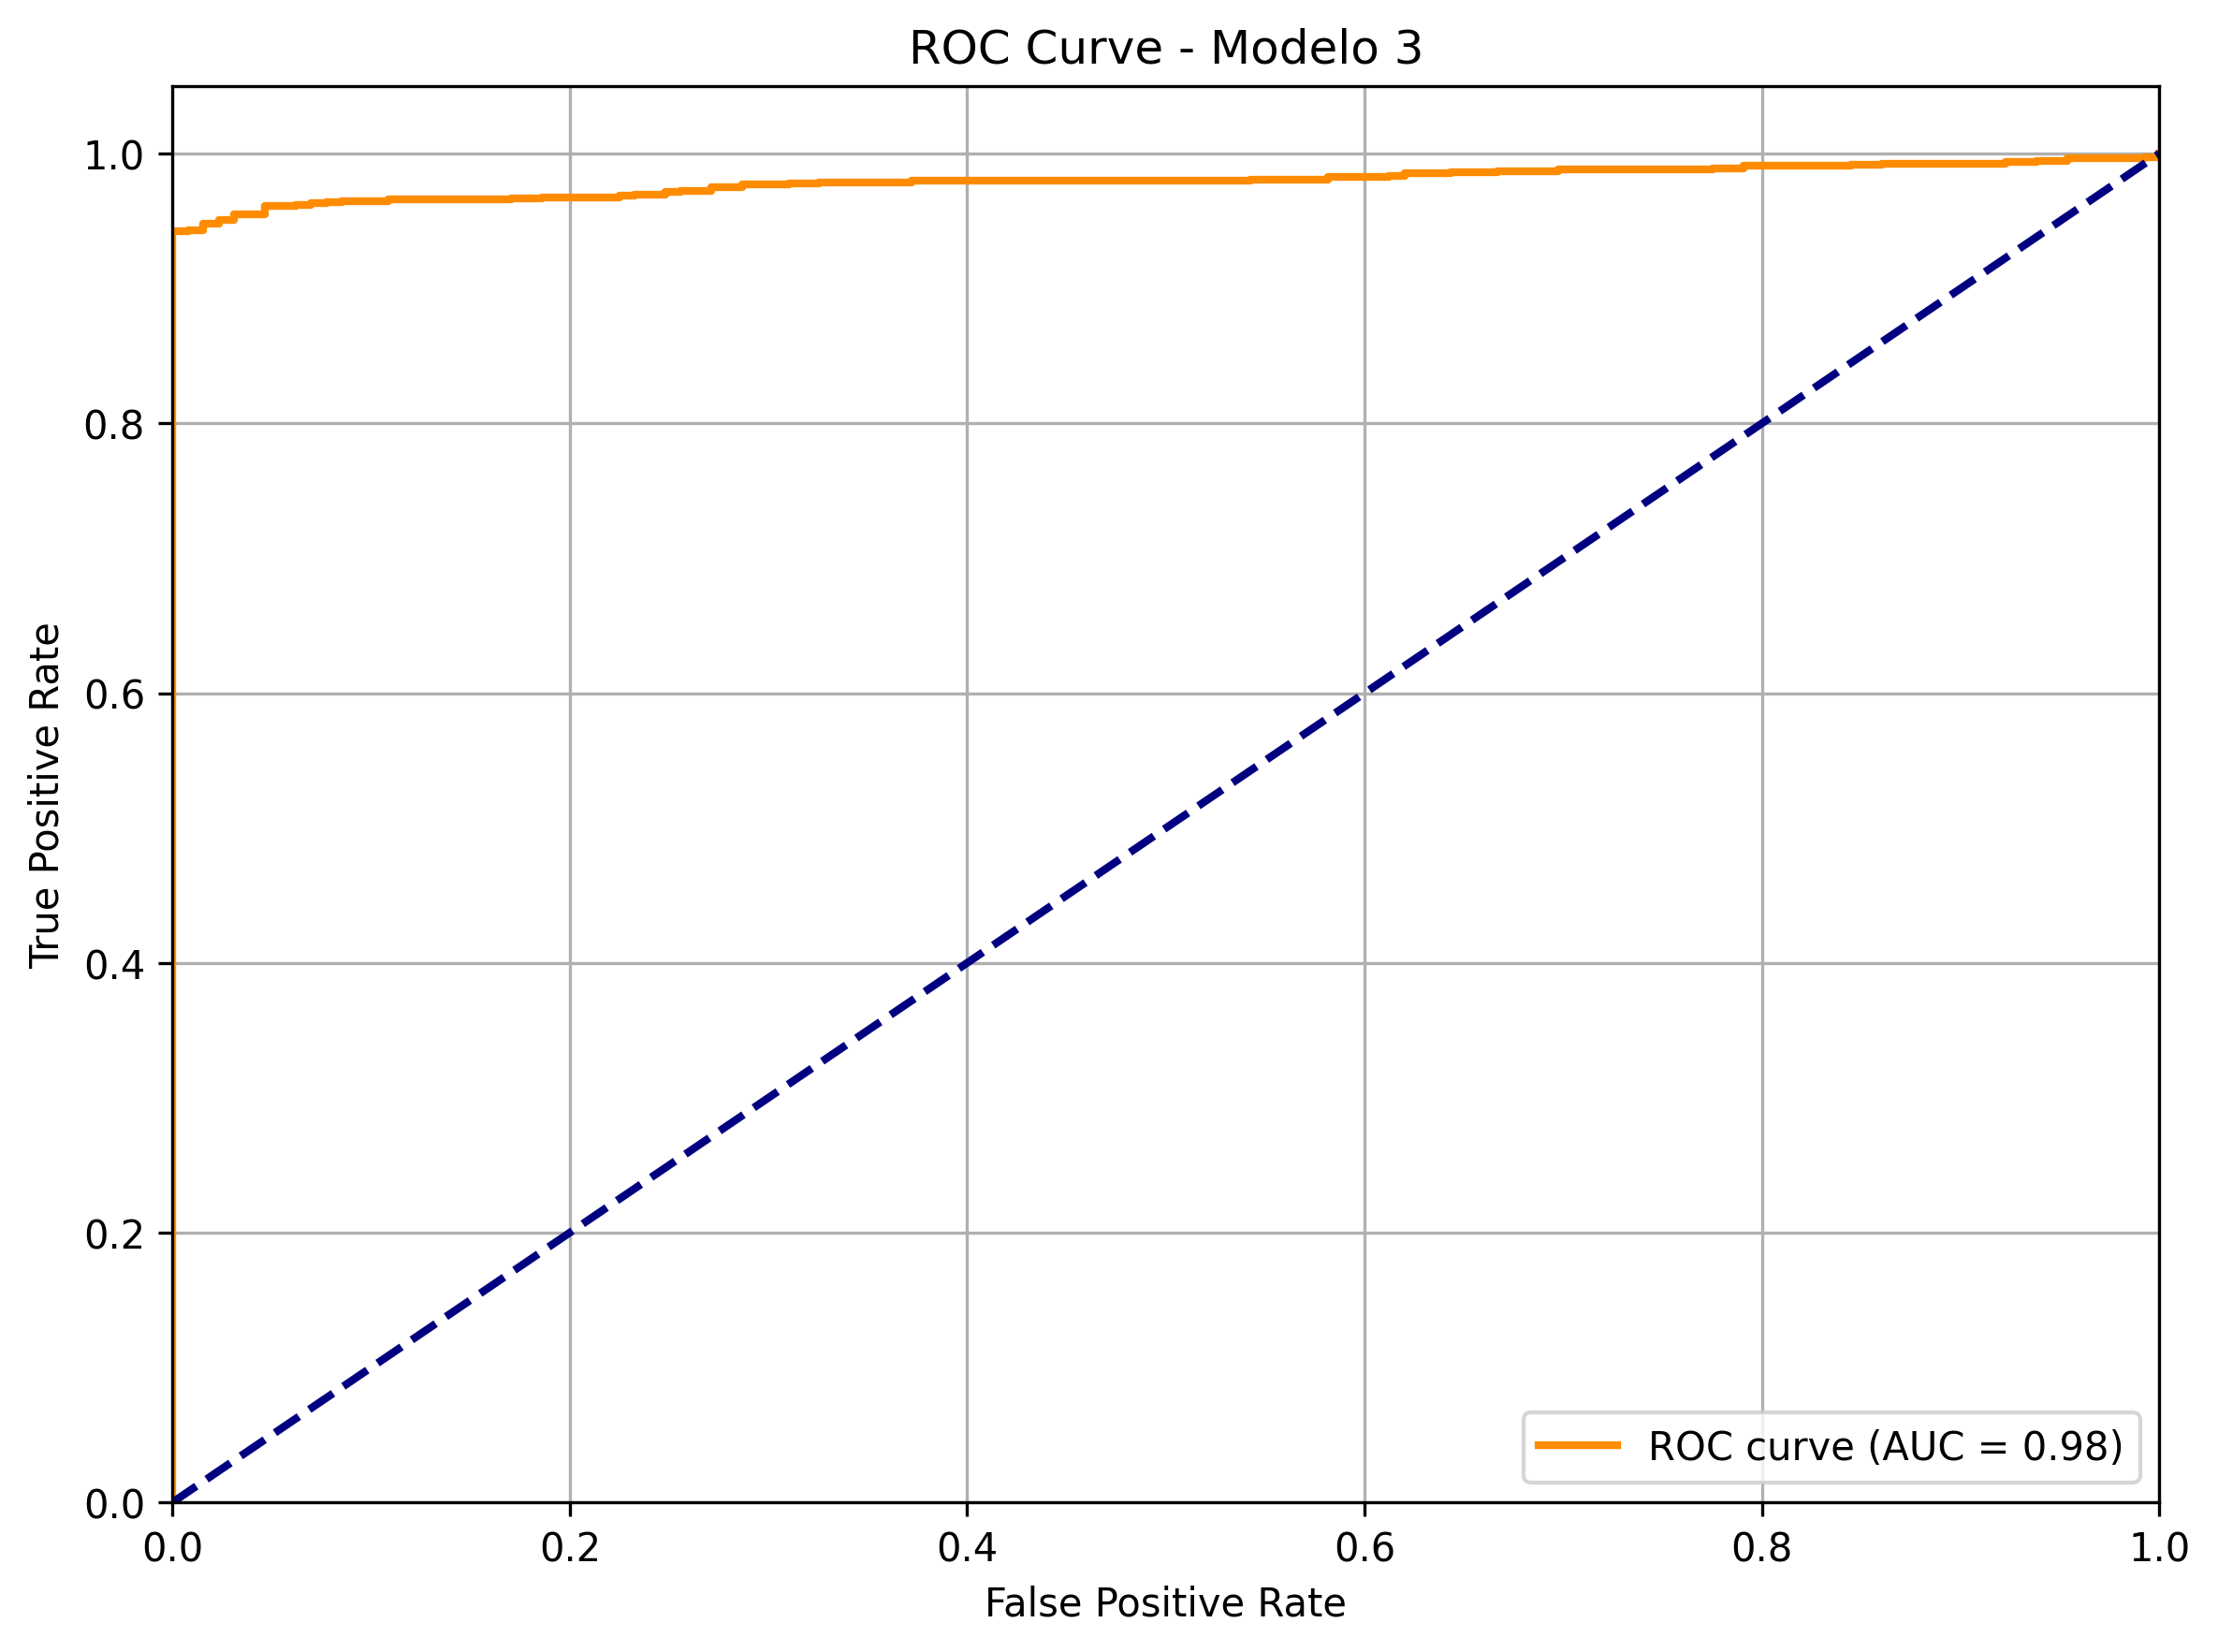 ROC Curve - Modelo 3
True Positive Rate
1.0
0.8
0.6
0.4
0.2
0.0
0.0 0.2 0.4 0.6 0.8 1.0
False Positive Rate
ROC curve (AUC = 0.98)